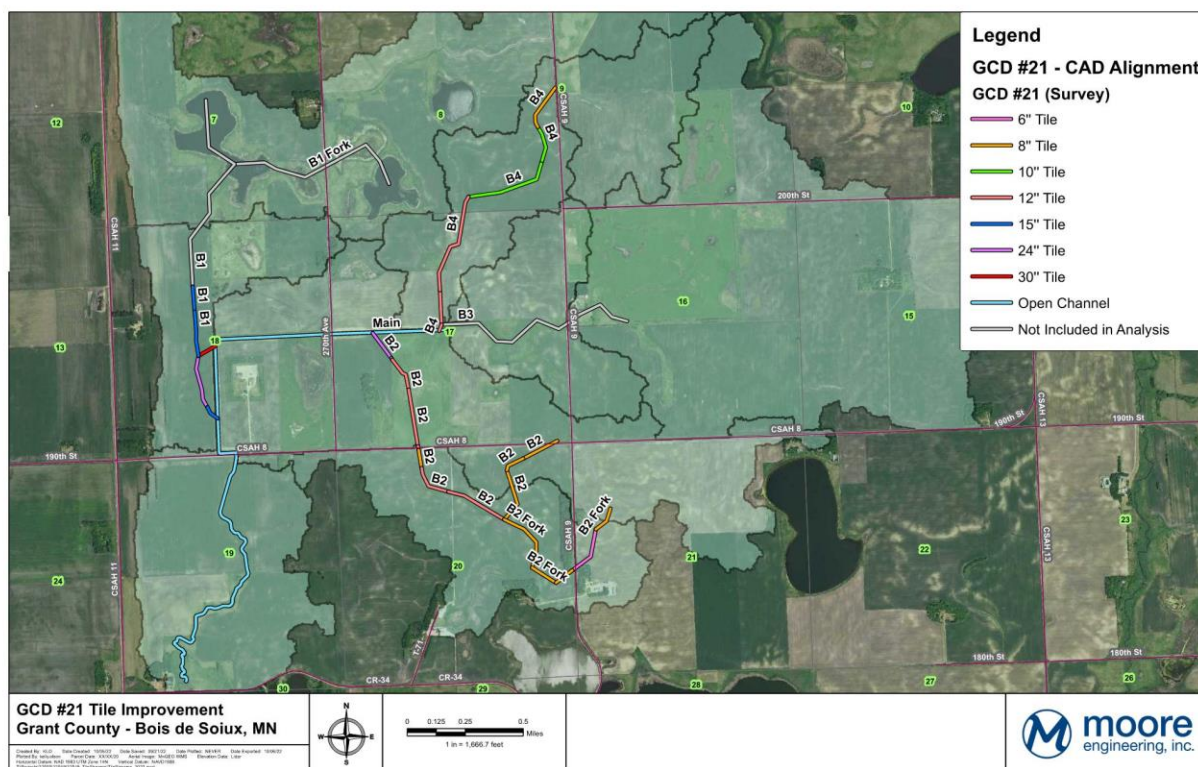 Legend
GCD #21 - CAD Alignment
GCD #21 (Survey)
6" Tile
8" Tile
10" Tile
12" Tile
15" Tile
24" Tile
30" Tile
Open Channel
Not Included in Analysis
12
7
8
9
10
B4
CSAH 9
B4
B1 Fork
B4
CSAH 11
200th St
B4
B1
B1
B1
16
15
13
18
270th Ave
Main
B4
B3
17
CSAH 9
B2
B2
B2
CSAH 8
CSAH 8
CSAH 8
190th St
190th St
190th St
CSAH 13
B2
B2
B2
B2
B2
B2
B2 Fork
B2 Fork
B2 Fork
CSAH 9
19
20
21
22
23
24
CSAH 11
CSAH 13
T-71
CR-34
CR-34
180th St
180th St
30
29
28
27
26
GCD #21 Tile Improvement
Grant County - Bois de Soiux, MN
N
W
E
S
0 0.125 0.25 0.5
Miles
1 in = 1,666.7 feet
moore
engineering, inc.